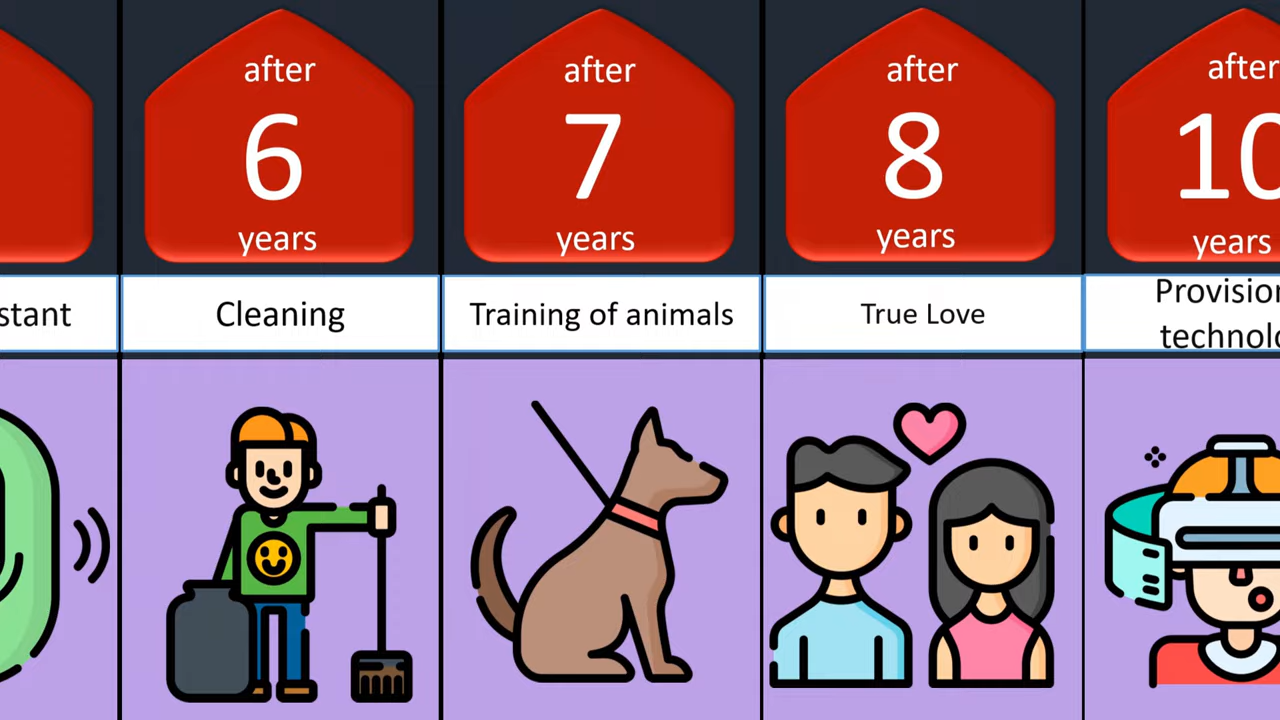 after
6
years
after
7
years
after
8
years
after
10
years
stant
Cleaning
Training of animals
True Love
Provision
technolo